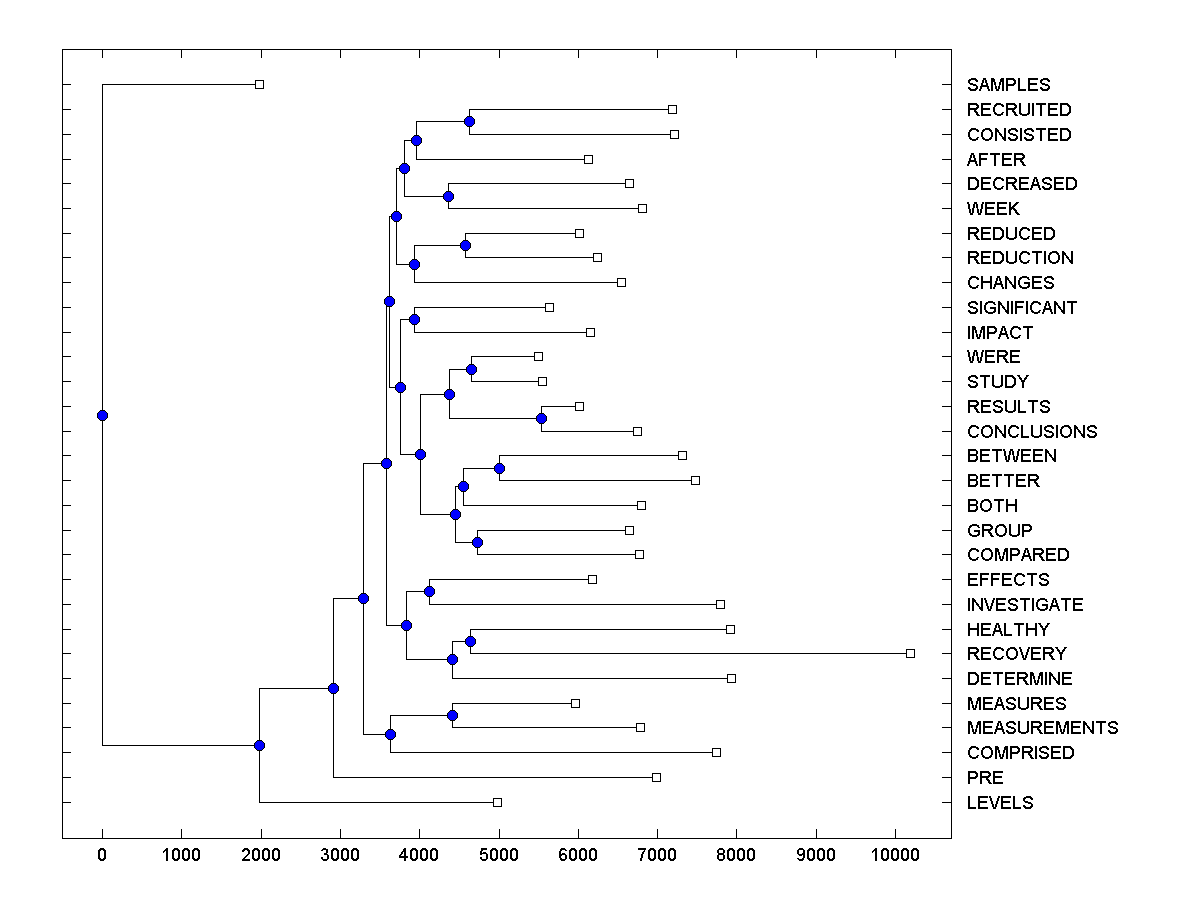 SAMPLES
RECRUITED
CONSISTED
AFTER
DECREASED
WEEK
REDUCED
REDUCTION
CHANGES
SIGNIFICANT
IMPACT
WERE
STUDY
RESULTS
CONCLUSIONS
BETWEEN
BETTER
BOTH
GROUP
COMPARED
EFFECTS
INVESTIGATE
HEALTHY
RECOVERY
DETERMINE
MEASURES
MEASUREMENTS
COMPRISED
PRE
LEVELS
0 1000 2000 3000 4000 5000 6000 7000 8000 9000 10000